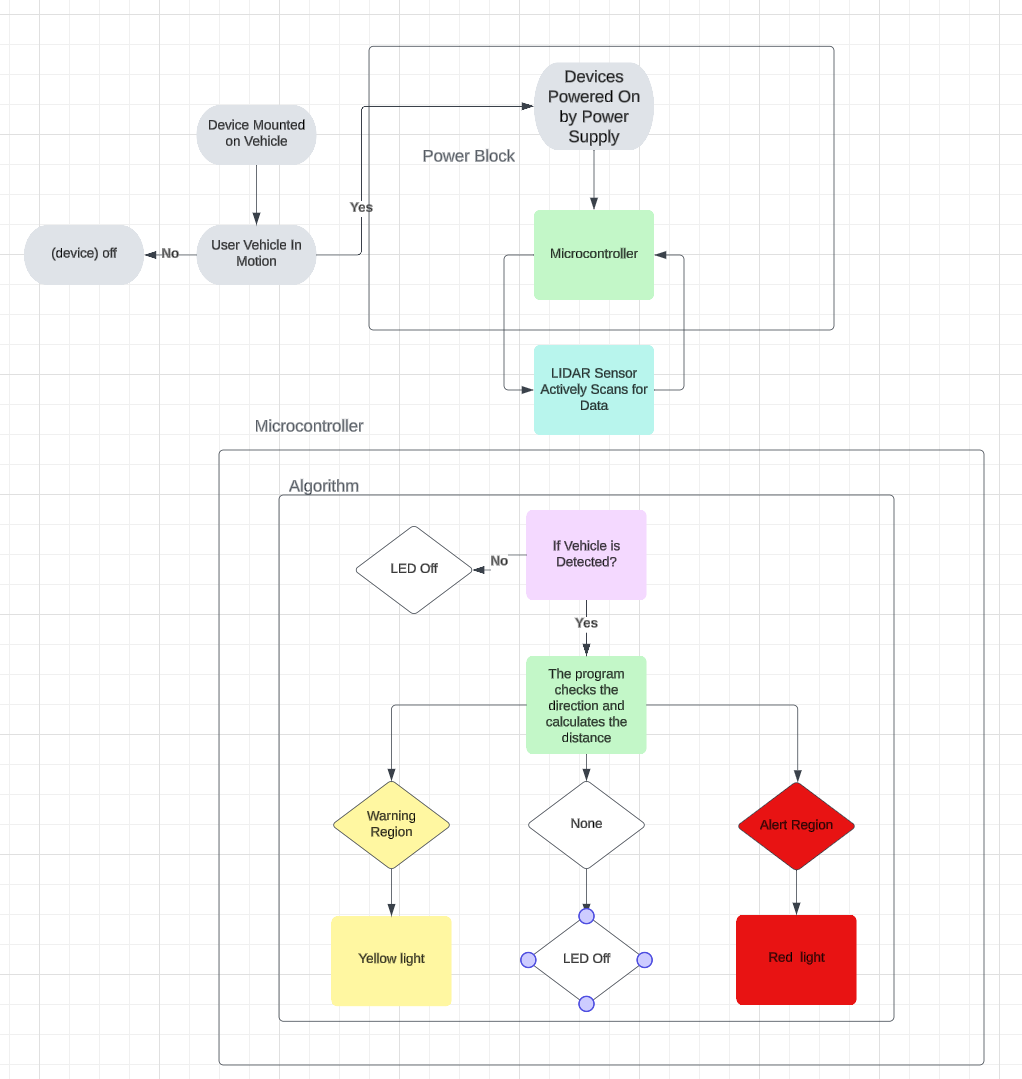 Devices
Powered On
by Power
Supply
Device Mounted
on Vehicle
Power Block
Yes
(device) off
No
User Vehicle In
Motion
Microcontroller
LIDAR Sensor
Actively Scans for
Data
Microcontroller
Algorithm
If Vehicle is
Detected?
No
LED Off
Yes
The program
checks the
direction and
calculates the
distance
Warning
Region
None
Alert Region
Yellow light
LED Off
Red light